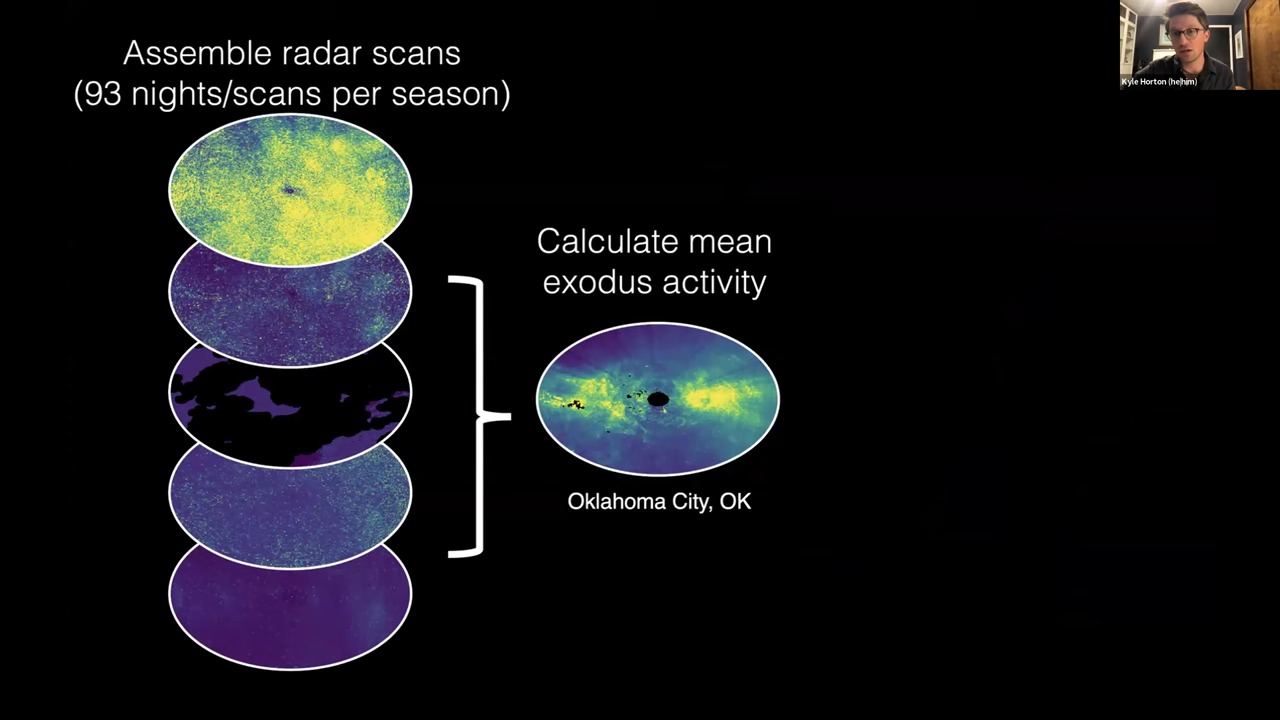 Assemble radar scans
(93 nights/scans per season)
Calculate mean
exodus activity
Oklahoma City, OK
Kyle Horton (he|him)